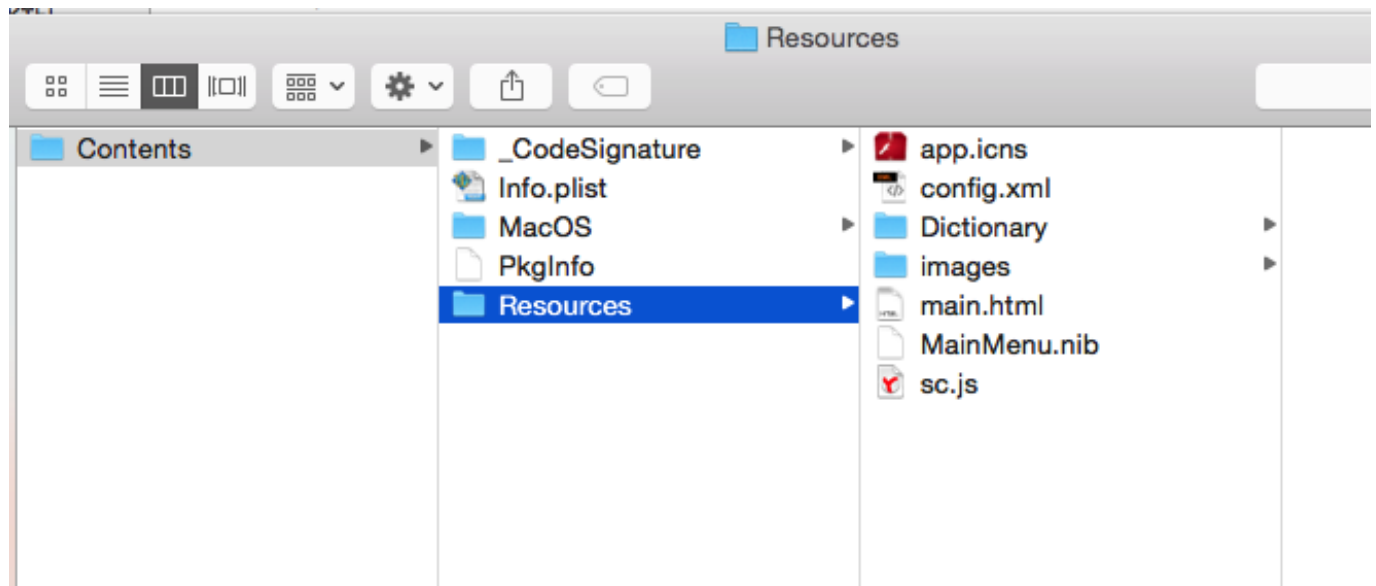 Resources
Contents
_CodeSignature
Info.plist
MacOS
PkgInfo
Resources
app.icns
config.xml
Dictionary
images
main.html
MainMenu.nib
sc.js